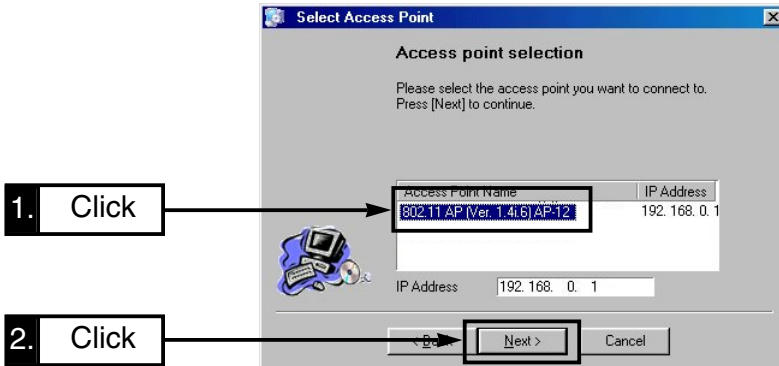 Select Access Point
Access point selection
Please select the access point you want to connect to.
Press [Next] to continue.
Access Point Name IP Address
802.11 AP (Ver. 1.4i.6) AP-12 192. 168. 0. 1
1. Click
IP Address 192. 168. 0. 1
2. Click
Next > Cancel